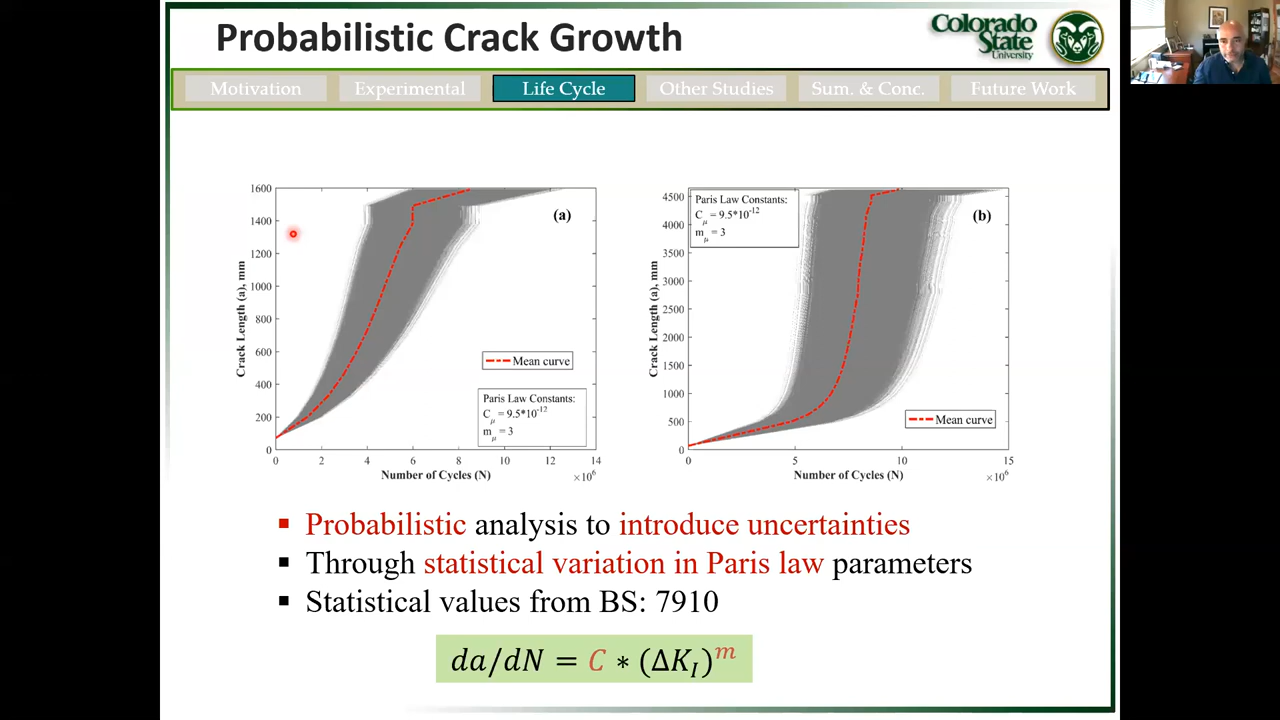 Probabilistic Crack Growth
Colorado
State
University
Motivation
Experimental
Life Cycle
Other Studies
Sum. & Conc.
Future Work
1600
1400
1200
1000
800
600
400
200
0
Crack Length (a), mm
(a)
Mean curve
Paris Law Constants:
Cμ = 9.5*10-12
mμ = 3
0 2 4 6 8 10 12 14
Number of Cycles (N)
×10^6
4500
4000
3500
3000
2500
2000
1500
1000
500
0
Crack Length (a), mm
Paris Law Constants:
Cμ = 9.5*10-12
mμ = 3
(b)
Mean curve
0 5 10 15
Number of Cycles (N)
×10^6
Probabilistic analysis to introduce uncertainties
Through statistical variation in Paris law parameters
Statistical values from BS: 7910
da/dN = C ∗ (ΔK_I)^m